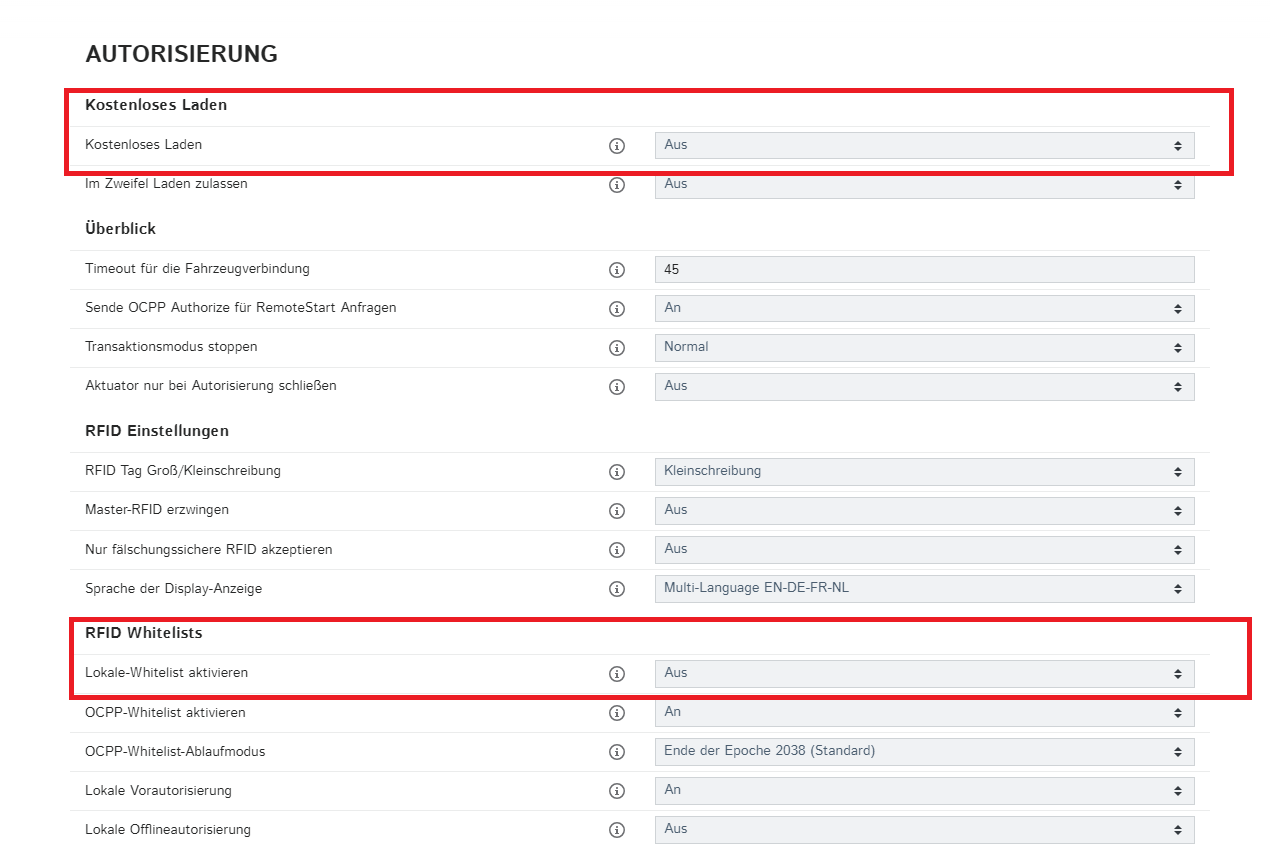 AUTORISIERUNG
Kostenloses Laden
Kostenloses Laden Aus
Im Zweifel Laden zulassen Aus
Überblick
Timeout für die Fahrzeugverbindung 45
Sende OCPP Authorize für RemoteStart Anfragen An
Transaktionsmodus stoppen Normal
Aktuator nur bei Autorisierung schließen Aus
RFID Einstellungen
RFID Tag Groß/Kleinschreibung Kleinschreibung
Master-RFID erzwingen Aus
Nur fälschungssichere RFID akzeptieren Aus
Sprache der Display-Anzeige Multi-Language EN-DE-FR-NL
RFID Whitelists
Lokale-Whitelist aktivieren Aus
OCPP-Whitelist aktivieren An
OCPP-Whitelist-Ablaufmodus Ende der Epoche 2038 (Standard)
Lokale Vorautorisierung An
Lokale Offlineautorisierung Aus